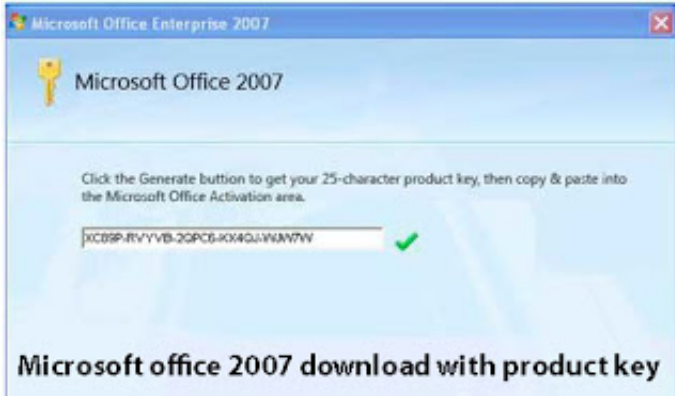 Microsoft Office Enterprise 2007
Microsoft Office 2007
Click the Generate buttion to get your 25-character product key, then copy & paste into
the Microsoft Office Activation area.
Microsoft office 2007 download with product key